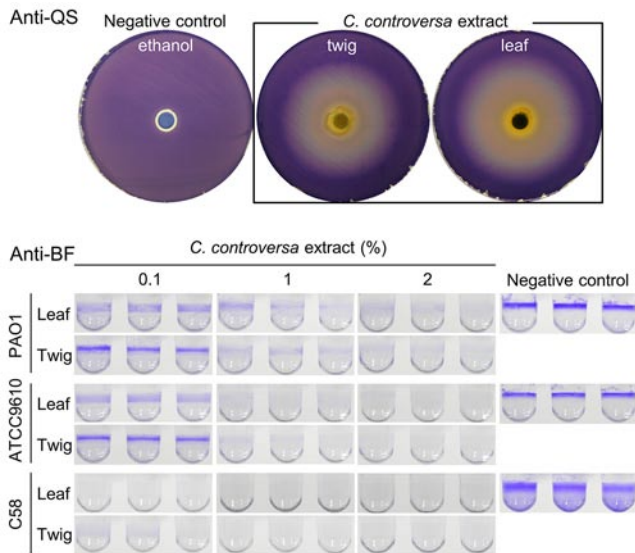 Anti-QS
Negative control
C. controversa extract
ethanol
twig
leaf
Anti-BF
C. controversa extract (%)
0.1
1
2
Negative control
PAO1
Leaf
Twig
ATCC9610
Leaf
Twig
C58
Leaf
Twig